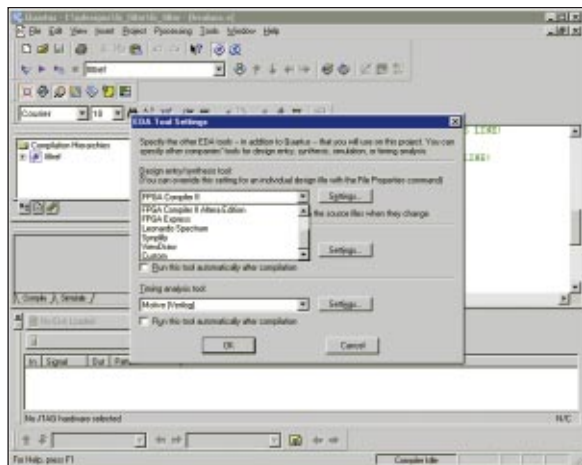 File Edit View Insert Project Processing Tools Window Help
fibref
Courier 10
EDA Tool Settings
Specify the other EDA tools -- in addition to Quartus -- that you will use on this project. You can
specify other companies' tools for design entry, synthesis, simulation, or timing analysis.
Compilation Hierarchies
Design entry/synthesis tool:
(You can override this setting for an individual design file with the File Properties command)
FPGA Compiler II
Settings...
the source files when they change
FPGA Compiler II Altera Edition
FPGA Express
Leonardo Spectrum
Synplify
ViewDraw
Custom
Settings...
Run this tool automatically after compilation
Timing analysis tool:
Motive (Verilog)
Settings...
Run this tool automatically after compilation
OK Cancel
In Signal Out
No JTAG hardware selected N/C
For Help, press F1 Compiler Idle